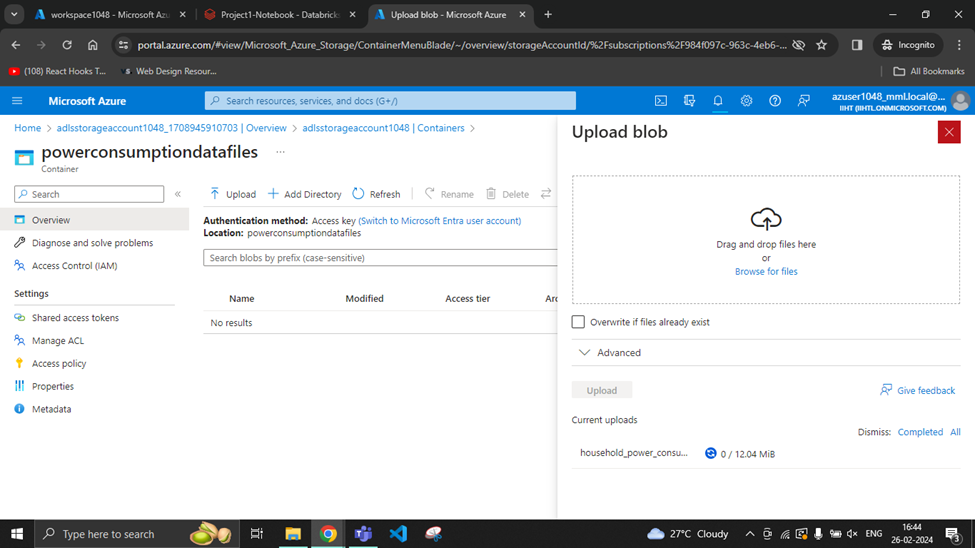 workspace1048 - Microsoft Azu
Project1-Notebook - Databricks
Upload blob - Microsoft Azure
portal.azure.com/#view/Microsoft_Azure_Storage/ContainerMenuBlade/~/overview/storageAccountId/%2Fsubscriptions%2F984f097c-963c-4eb6-...
Incognito
(108) React Hooks T...
Web Design Resour...
All Bookmarks
Microsoft Azure
Search resources, services, and docs (G+/)
azuser1048_mml.local@...
IIHT (IIHTL.ONMICROSOFT.COM)
Home > adlsstorageaccount1048_1708945910703 | Overview > adlsstorageaccount1048 | Containers >
powerconsumptiondatafiles ...
Container
Search
Overview
Diagnose and solve problems
Access Control (IAM)
Settings
Shared access tokens
Manage ACL
Access policy
Properties
Metadata
Upload Add Directory Refresh Rename Delete
Authentication method: Access key (Switch to Microsoft Entra user account)
Location: powerconsumptiondatafiles
Search blobs by prefix (case-sensitive)
Name Modified Access tier Arc
No results
Upload blob
Drag and drop files here
or
Browse for files
Overwrite if files already exist
Advanced
Upload
Give feedback
Current uploads
Dismiss: Completed All
household_power_consu... 0 / 12.04 MiB
Type here to search
27°C Cloudy
ENG
16:44
26-02-2024
3